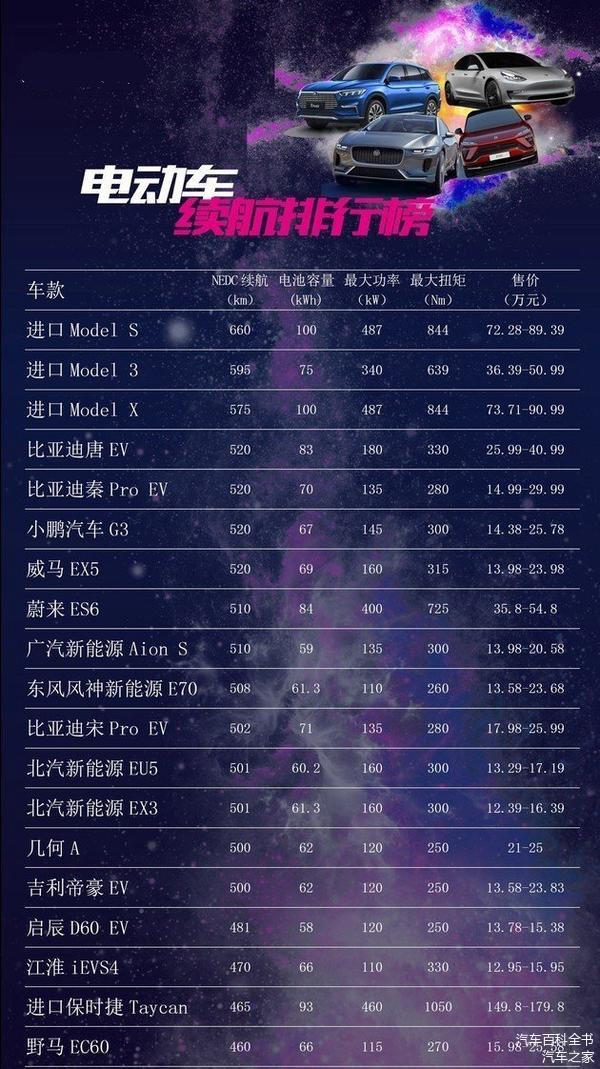 电动车
续航排行榜
车款 NEDC续航（km） 电池容量（kWh） 最大功率（kW） 最大扭矩（Nm） 售价（万元）
进口Model S 660 100 487 844 72.28-89.39
进口Model 3 595 75 340 639 36.39-50.99
进口Model X 575 100 487 844 73.71-90.99
比亚迪唐EV 520 83 180 330 25.99-40.99
比亚迪秦Pro EV 520 70 135 280 14.99-29.99
小鹏汽车G3 520 67 145 300 14.38-25.78
威马EX5 520 69 160 315 13.98-23.98
蔚来ES6 510 84 400 725 35.8-54.8
广汽新能源Aion S 510 59 135 300 13.98-20.58
东风风神新能源E70 508 61.3 110 260 13.58-23.68
比亚迪宋Pro EV 502 71 135 280 17.98-25.99
北汽新能源EU5 501 60.2 160 300 13.29-17.19
北汽新能源EX3 501 61.3 160 300 12.39-16.39
几何A 500 62 120 250 21-25
吉利帝豪EV 500 62 120 250 13.58-23.83
启辰D60 EV 481 58 120 250 13.78-15.38
江淮iEVS4 470 66 110 330 12.95-15.95
进口保时捷Taycan 465 93 460 1050 149.8-179.8
野马EC60 460 66 115 270 15.98-
汽车百科全书
汽车之家